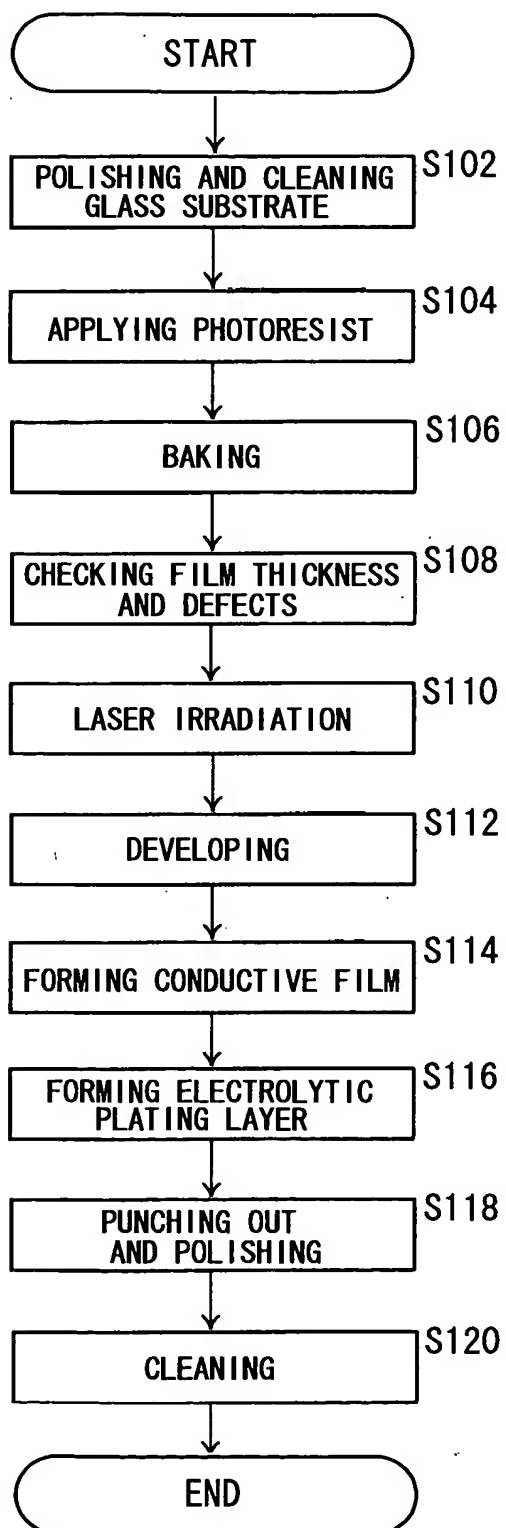 START
S102
POLISHING AND CLEANING
GLASS SUBSTRATE
S104
APPLYING PHOTORESIST
S106
BAKING
S108
CHECKING FILM THICKNESS
AND DEFECTS
S110
LASER IRRADIATION
S112
DEVELOPING
S114
FORMING CONDUCTIVE FILM
S116
FORMING ELECTROLYTIC
PLATING LAYER
S118
PUNCHING OUT
AND POLISHING
S120
CLEANING
END